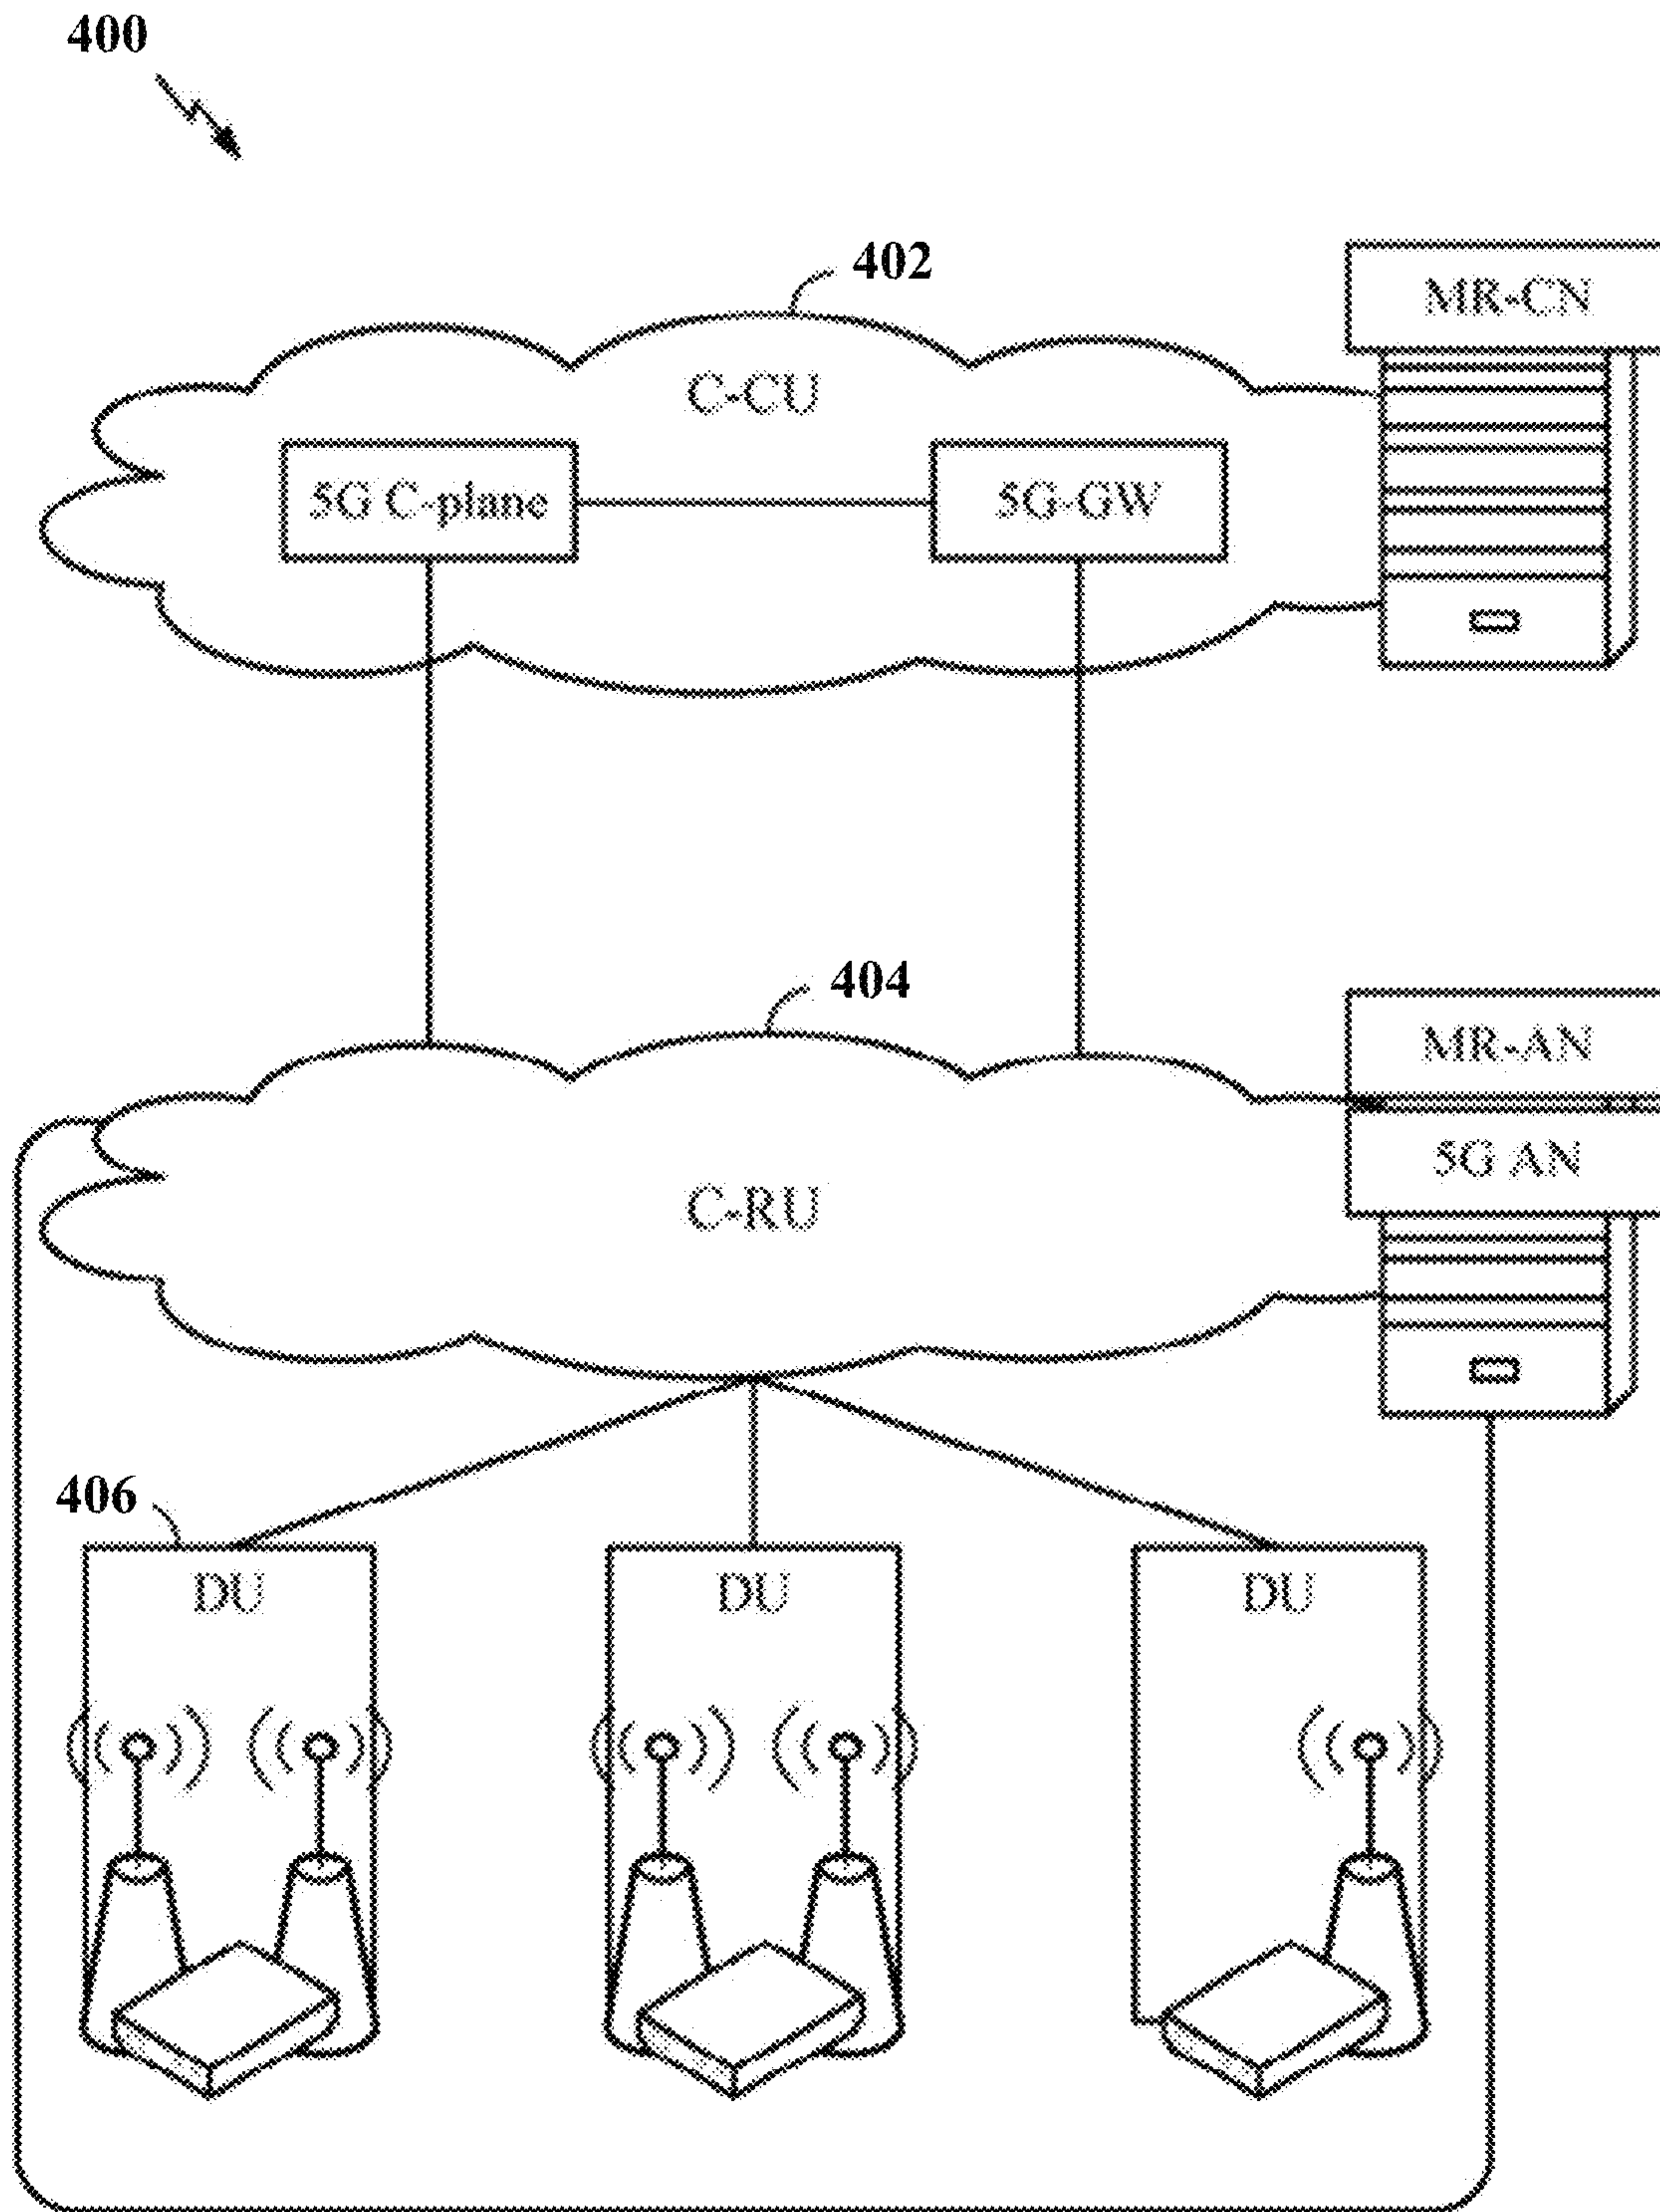 400
402
MR-CN
C-CU
5G C-plane
5G-GW
404
MR-AN
5G AN
C-RU
406
DU
DU
DU